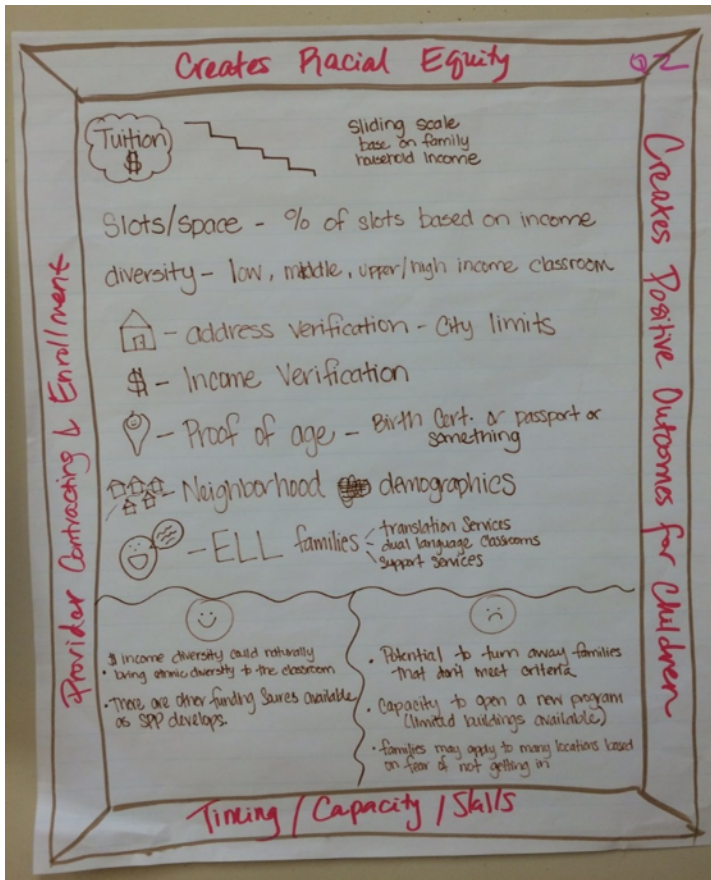 Creates Racial Equity
Tuition
$
Sliding scale
base on family
household income
Slots/space - % of slots based on income
diversity - low, middle, upper/high income classroom
- address verification - City limits
$ - Income Verification
- Proof of age - Birth Cert. or passport or
something
- Neighborhood demographics
- ELL families
translation Services
dual language classrooms
support services
income diversity could naturally
• bring ethnic diversity to the classroom
• There are other funding available
as SPP develops.
• Potential to turn away families
that don't meet criteria
• Capacity to open a new program
(limited buildings available)
• families may apply to many locations based
on fear of not getting in
Provider Contracting & Enrollment
Creates Positive Outcomes for Children
Timing / Capacity / Skills